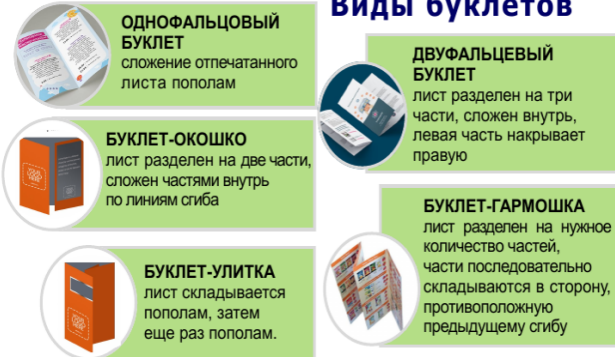 Виды буклетов
ОДНОФАЛЬЦОВЫЙ
БУКЛЕТ
сложение отпечатанного
листа пополам
ДВУФАЛЬЦЕВЫЙ
БУКЛЕТ
лист разделен на три
части, сложен внутрь,
левая часть накрывает
правую
БУКЛЕТ-ОКОШКО
лист разделен на две части,
сложен частями внутрь
по линиям сгиба
БУКЛЕТ-ГАРМОШКА
лист разделен на нужное
количество частей,
части последовательно
складываются в сторону,
противоположную
предыдущему сгибу
БУКЛЕТ-УЛИТКА
лист складывается
пополам, затем
еще раз пополам.